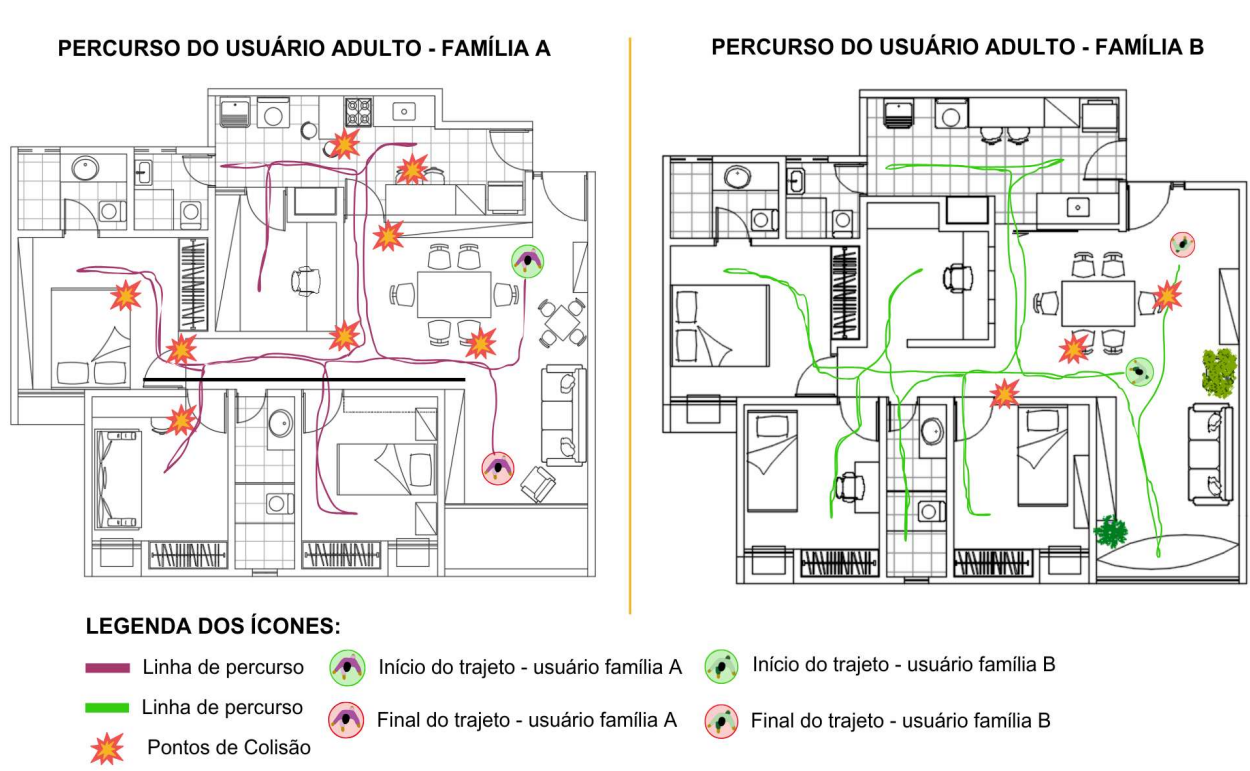 PERCURSO DO USUÁRIO ADULTO - FAMÍLIA A
PERCURSO DO USUÁRIO ADULTO - FAMÍLIA B
LEGENDA DOS ÍCONES:
Linha de percurso
Início do trajeto - usuário família A
Início do trajeto - usuário família B
Linha de percurso
Final do trajeto - usuário família A
Final do trajeto - usuário família B
Pontos de Colisão